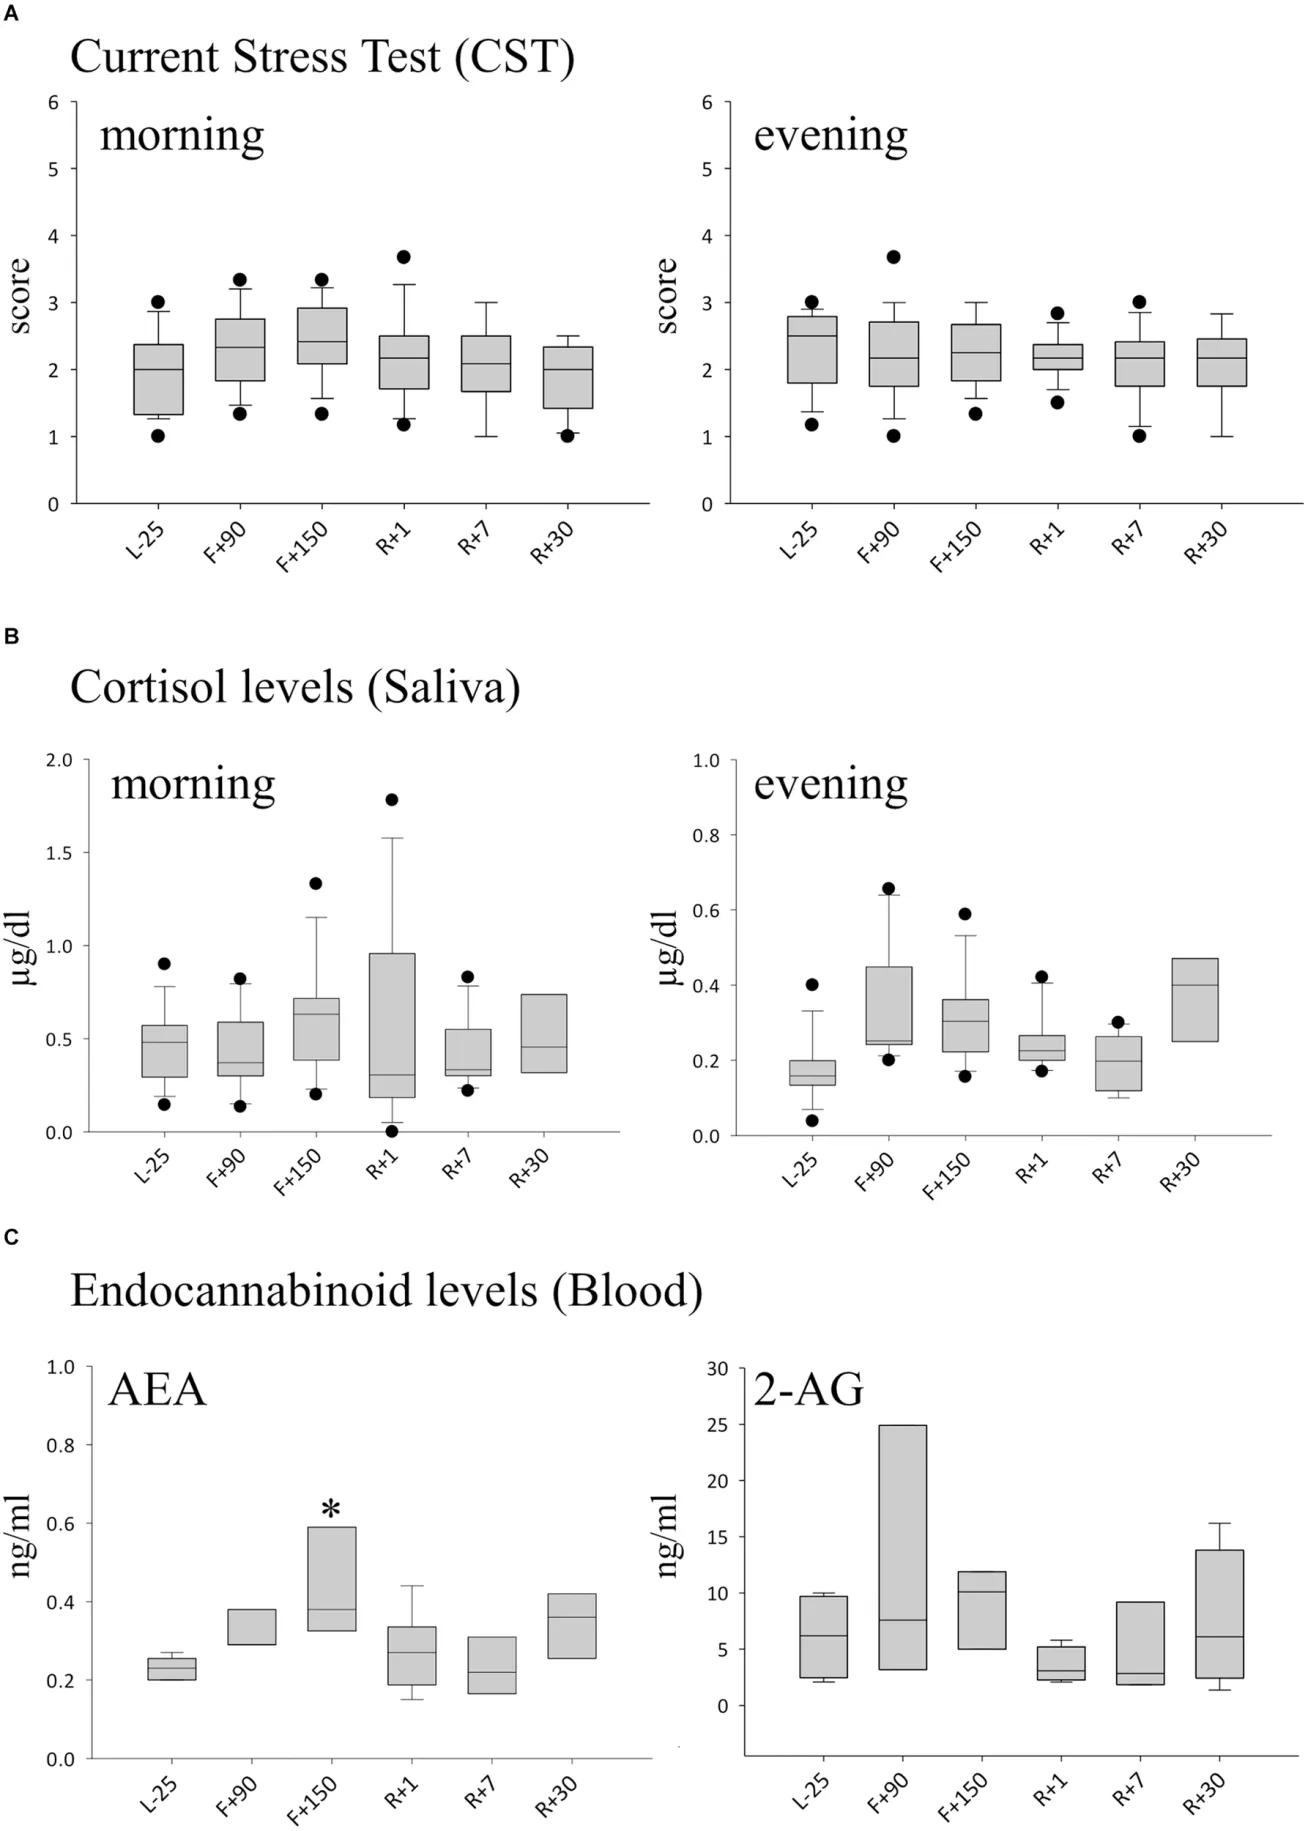 A
Current Stress Test (CST)
morning
score
6
5
4
3
2
1
0
L-25
F+90
F+150
R+1
R+7
R+30
evening
score
6
5
4
3
2
1
0
L-25
F+90
F+150
R+1
R+7
R+30
B
Cortisol levels (Saliva)
morning
µg/dl
2.0
1.5
1.0
0.5
0.0
L-25
F+90
F+150
R+1
R+7
R+30
evening
µg/dl
1.0
0.8
0.6
0.4
0.2
0.0
L-25
F+90
F+150
R+1
R+7
R+30
C
Endocannabinoid levels (Blood)
AEA
ng/ml
1.0
0.8
0.6
0.4
0.2
0.0
*
L-25
F+90
F+150
R+1
R+7
R+30
2-AG
ng/ml
30
25
20
15
10
5
0
L-25
F+90
F+150
R+1
R+7
R+30